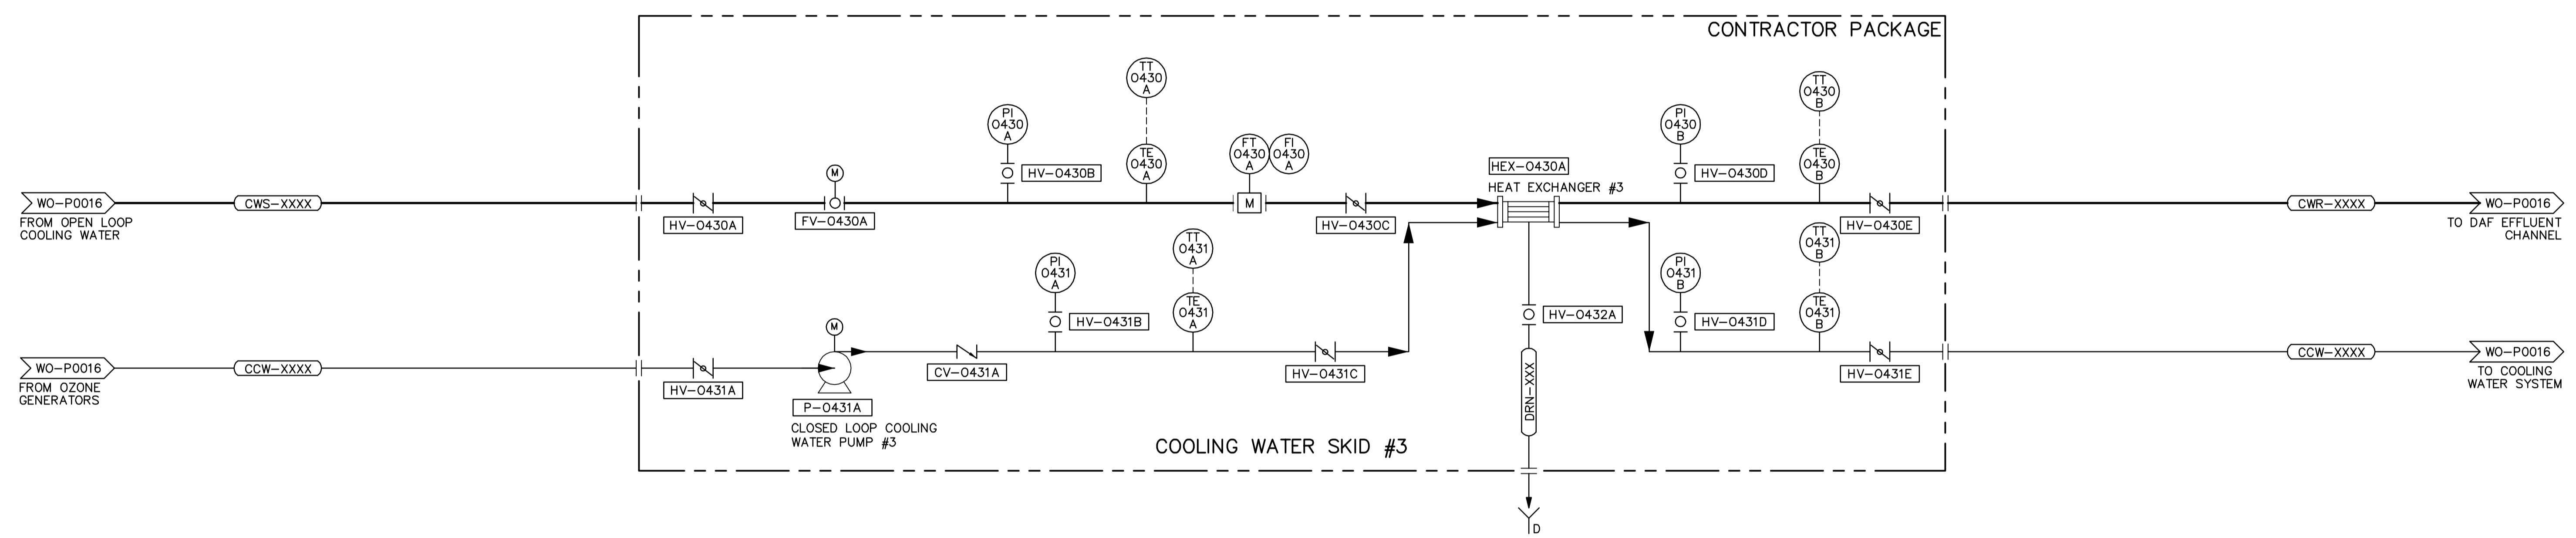 CONTRACTOR PACKAGE
TT
0430
A
TT
0430
B
PI
0430
A
PI
0430
B
TE
0430
A
FT
0430
A
FI
0430
A
TE
0430
B
HEX-0430A
HEAT EXCHANGER #3
M
HV-0430B
HV-0430D
WO-P0016
FROM OPEN LOOP
COOLING WATER
CWS-XXXX
HV-0430A
FV-0430A
M
HV-0430C
HV-0430E
CWR-XXXX
WO-P0016
TO DAF EFFLUENT
CHANNEL
TT
0431
A
TT
0431
B
PI
0431
A
PI
0431
B
TE
0431
A
TE
0431
B
HV-0431B
HV-0432A
HV-0431D
M
WO-P0016
FROM OZONE
GENERATORS
CCW-XXXX
HV-0431A
P-0431A
CLOSED LOOP COOLING
WATER PUMP #3
CV-0431A
HV-0431C
DRN-XXX
HV-0431E
CCW-XXXX
WO-P0016
TO COOLING
WATER SYSTEM
COOLING WATER SKID #3
D